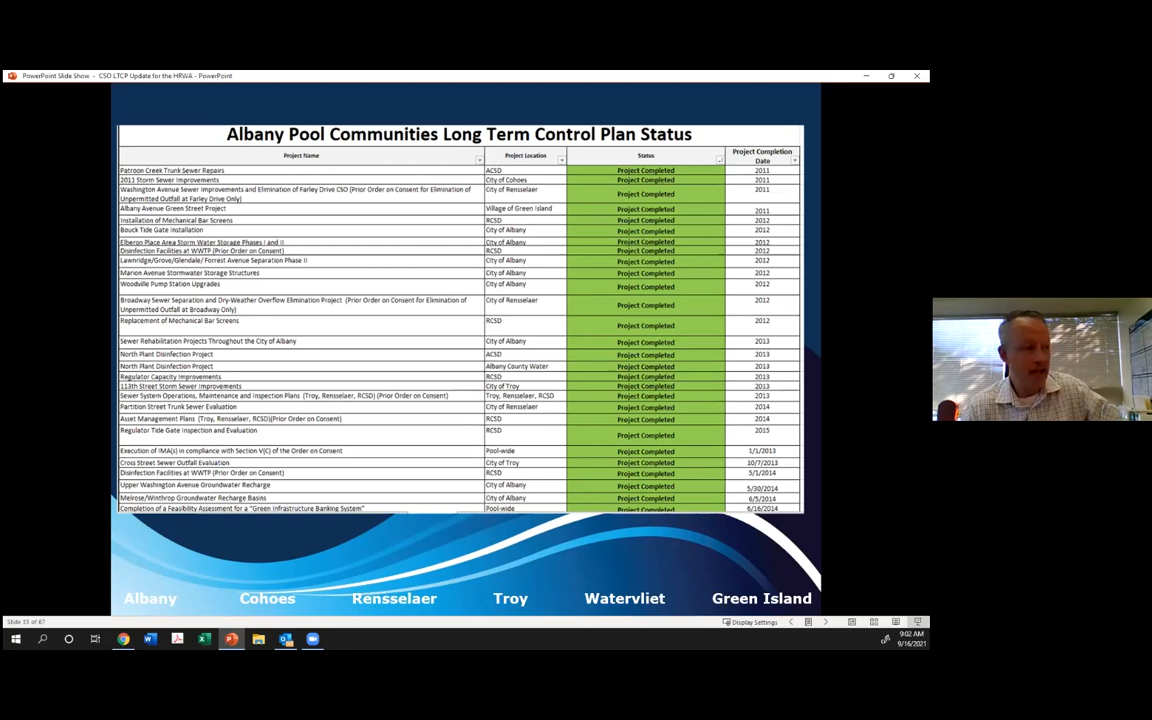 PowerPoint Slide Show - CSO LTCP Update for the HRWA - PowerPoint
Albany Pool Communities Long Term Control Plan Status
Project Name Project Location Status Project Completion
Date
Patroon Creek Trunk Sewer Repairs ACSD Project Completed 2011
2011 Storm Sewer Improvements City of Cohoes Project Completed 2011
Washington Avenue Sewer Improvements and Elimination of Farley Drive CSO (Prior Order on Consent for Elimination of City of Rensselaer Project Completed 2011
Unpermitted Outfall at Farley Drive Only)
Albany Avenue Green Street Project Village of Green Island Project Completed 2011
Installation of Mechanical Bar Screens RCSD Project Completed 2012
Bouck Tide Gate Installation City of Albany Project Completed 2012
Elberon Place Area Storm Water Storage Phases I and II City of Albany Project Completed 2012
Disinfection Facilities at WWTP (Prior Order on Consent) RCSD Project Completed 2012
Lawnridge/Grove/Glendale/ Forrest Avenue Separation Phase II City of Albany Project Completed 2012
Marion Avenue Stormwater Storage Structures City of Albany Project Completed 2012
Woodville Pump Station Upgrades City of Albany Project Completed 2012
Broadway Sewer Separation and Dry-Weather Overflow Elimination Project (Prior Order on Consent for Elimination of City of Rensselaer Project Completed 2012
Unpermitted Outfall at Broadway Only)
Replacement of Mechanical Bar Screens RCSD Project Completed 2012
Sewer Rehabilitation Projects Throughout the City of Albany City of Albany Project Completed 2013
North Plant Disinfection Project ACSD Project Completed 2013
North Plant Disinfection Project Albany County Water Project Completed 2013
Regulator Capacity Improvements RCSD Project Completed 2013
113th Street Storm Sewer Improvements City of Troy Project Completed 2013
Sewer System Operations, Maintenance and Inspection Plans (Troy, Rensselaer, RCSD) (Prior Order on Consent) Troy, Rensselaer, RCSD Project Completed 2013
Partition Street Trunk Sewer Evaluation City of Rensselaer Project Completed 2014
Asset Management Plans (Troy, Rensselaer, RCSD)(Prior Order on Consent) RCSD Project Completed 2014
Regulator Tide Gate Inspection and Evaluation RCSD Project Completed 2015
Execution of IMA(s) in compliance with Section V(C) of the Order on Consent Pool-wide Project Completed 1/1/2013
Cross Street Sewer Outfall Evaluation City of Troy Project Completed 10/7/2013
Disinfection Facilities at WWTP (Prior Order on Consent) RCSD Project Completed 5/1/2014
Upper Washington Avenue Groundwater Recharge City of Albany Project Completed 5/30/2014
Melrose/Winthrop Groundwater Recharge Basins City of Albany Project Completed 6/5/2014
Completion of a Feasibility Assessment for a "Green Infrastructure Banking System" Pool-wide Project Completed 6/16/2014
Albany Cohoes Rensselaer Troy Watervliet Green Island
Slide 33 of 67 Display Settings
9:02 AM
9/16/2021